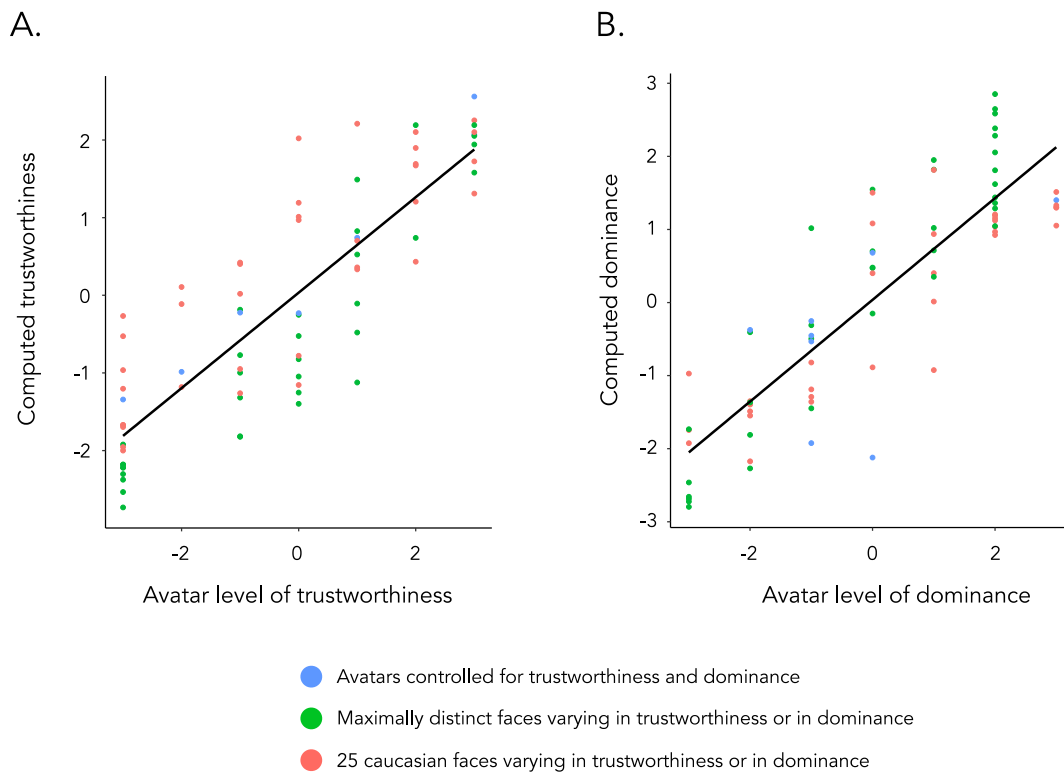 A.
B.
Computed trustworthiness
2
1
0
-1
-2
-2
0
2
Avatar level of trustworthiness
Computed dominance
3
2
1
0
-1
-2
-3
-2
0
2
Avatar level of dominance
Avatars controlled for trustworthiness and dominance
Maximally distinct faces varying in trustworthiness or in dominance
25 caucasian faces varying in trustworthiness or in dominance